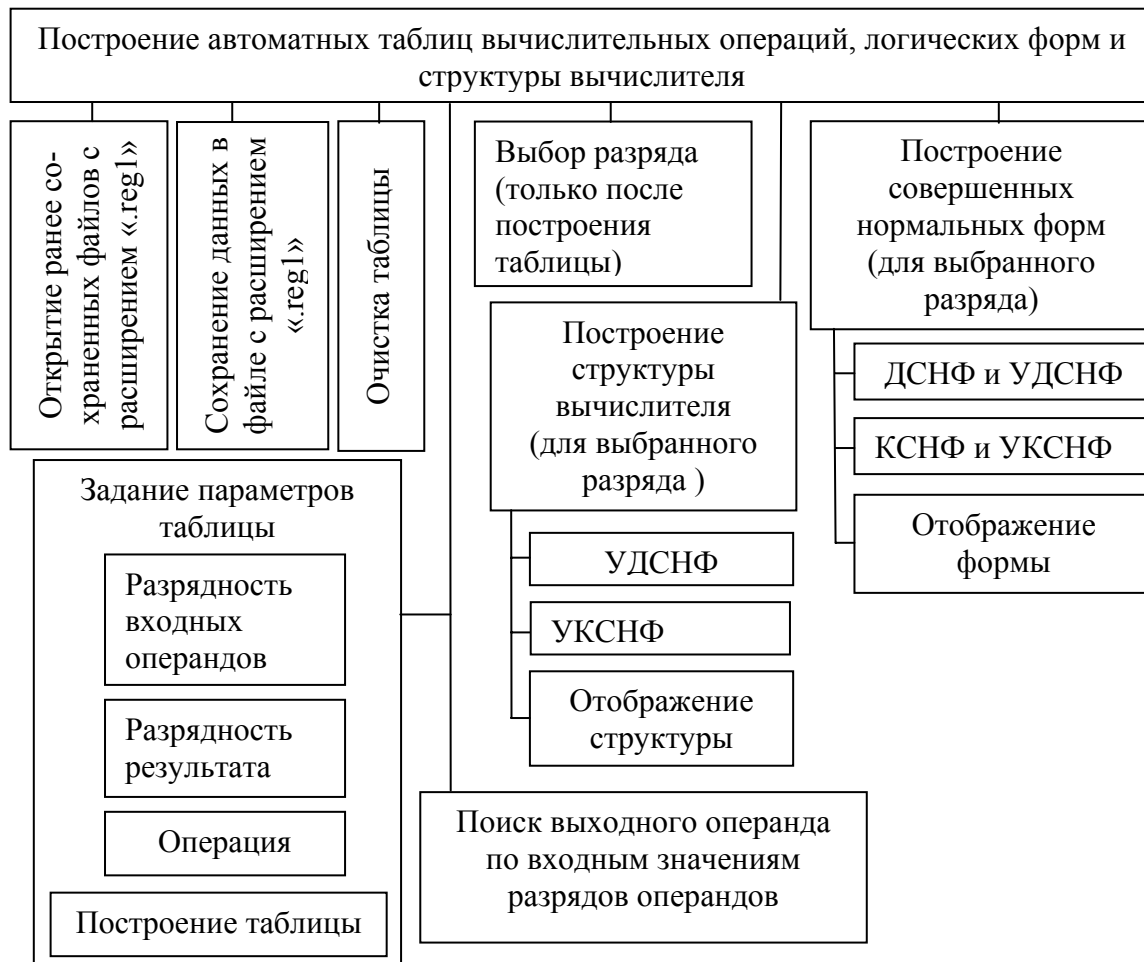 Построение автоматных таблиц вычислительных операций, логических форм и
структуры вычислителя
Открытие ранее со-
храненных файлов с
расширением «.reg1»
Сохранение данных в
файле с расширением
«.reg1»
Очистка таблицы
Выбор разряда
(только после
построения
таблицы)
Построение
совершенных
нормальных форм
(для выбранного
разряда)
ДСНФ и УДСНФ
КСНФ и УКСНФ
Отображение
формы
Построение
структуры
вычислителя
(для выбранного
разряда )
УДСНФ
УКСНФ
Отображение
структуры
Задание параметров
таблицы
Разрядность
входных
операндов
Разрядность
результата
Операция
Построение таблицы
Поиск выходного операнда
по входным значениям
разрядов операндов